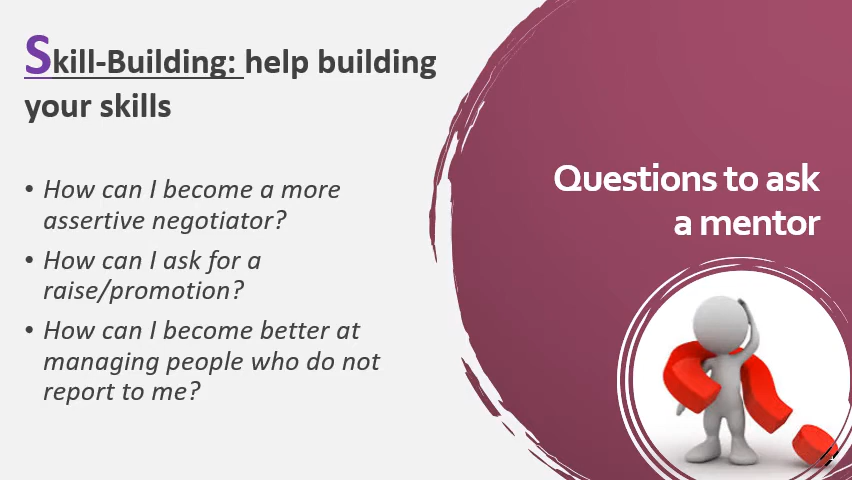 Skill-Building: help building
your skills
• How can I become a more
assertive negotiator?
• How can I ask for a
raise/promotion?
• How can I become better at
managing people who do not
report to me?
Questions to ask
a mentor